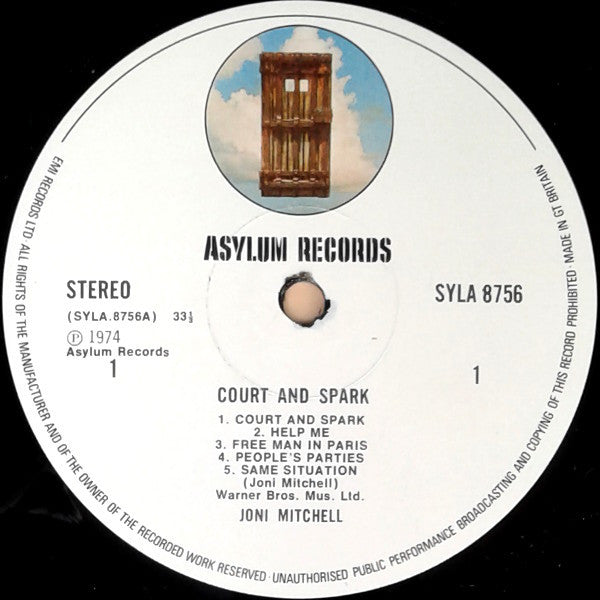 ASYLUM RECORDS
STEREO
SYLA 8756
(SYLA.8756A) 33⅓
Ⓟ 1974
Asylum Records
1
1
COURT AND SPARK
1. COURT AND SPARK
2. HELP ME
3. FREE MAN IN PARIS
4. PEOPLE'S PARTIES
5. SAME SITUATION
(Joni Mitchell)
Warner Bros. Mus. Ltd.
JONI MITCHELL
EMI RECORDS LTD. ALL RIGHTS OF THE MANUFACTURER AND OF THE OWNER OF THE RECORDED WORK RESERVED · UNAUTHORISED PUBLIC PERFORMANCE BROADCASTING AND COPYING OF THIS RECORD PROHIBITED · MADE IN GT BRITAIN